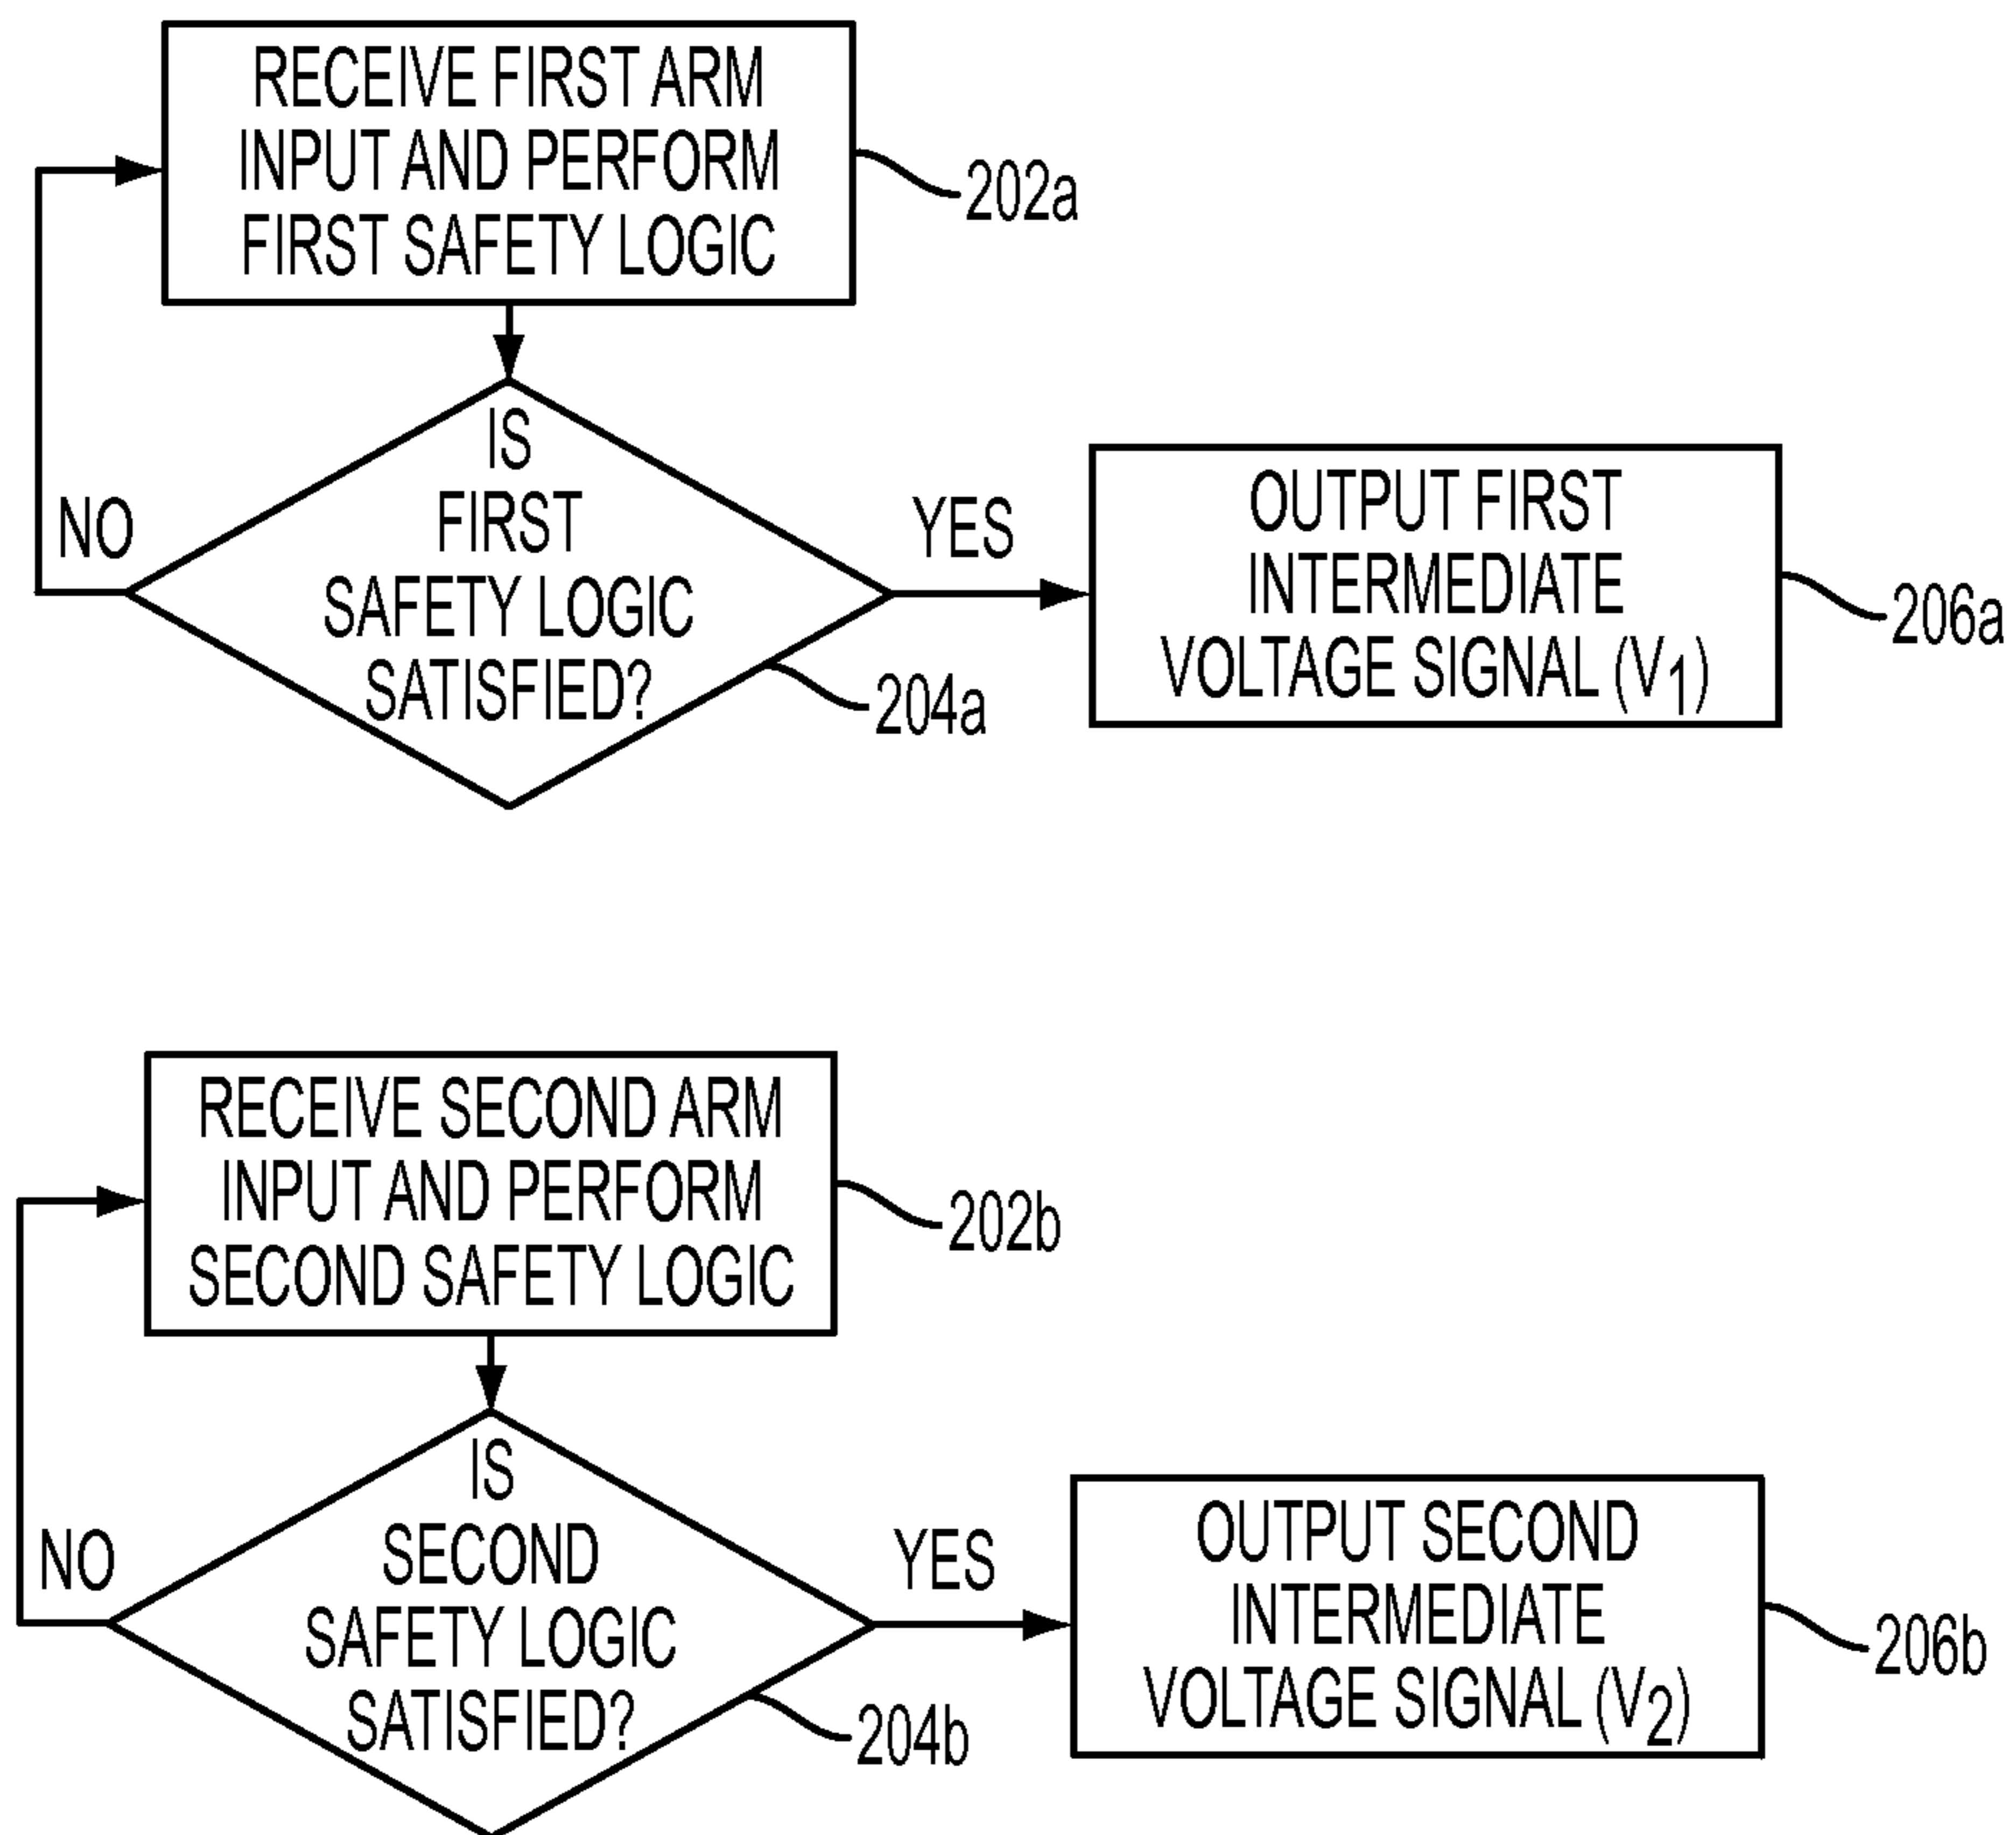 RECEIVE FIRST ARM
INPUT AND PERFORM
FIRST SAFETY LOGIC
202a
IS
FIRST
SAFETY LOGIC
SATISFIED?
NO
YES
204a
OUTPUT FIRST
INTERMEDIATE
VOLTAGE SIGNAL (V1)
206a
RECEIVE SECOND ARM
INPUT AND PERFORM
SECOND SAFETY LOGIC
202b
IS
SECOND
SAFETY LOGIC
SATISFIED?
NO
YES
204b
OUTPUT SECOND
INTERMEDIATE
VOLTAGE SIGNAL (V2)
206b